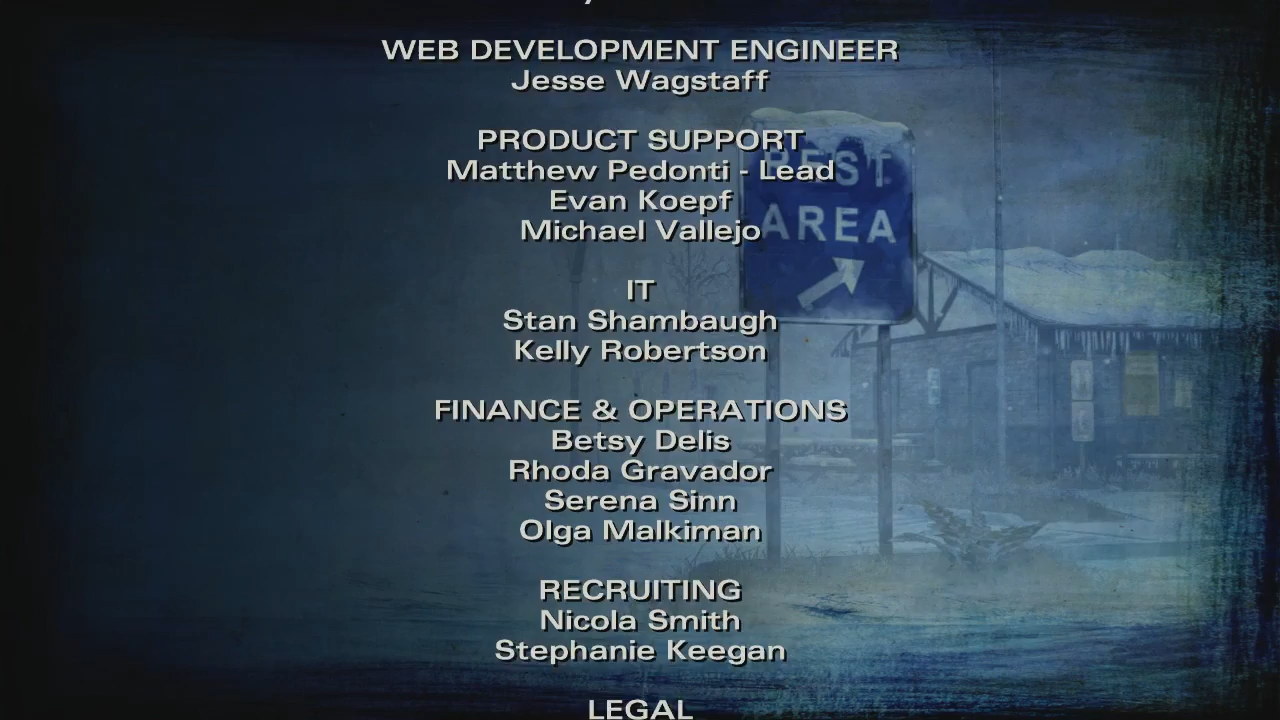 WEB DEVELOPMENT ENGINEER
Jesse Wagstaff
PRODUCT SUPPORT
Matthew Pedonti - Lead
Evan Koepf
Michael Vallejo
REST
AREA
IT
Stan Shambaugh
Kelly Robertson
FINANCE & OPERATIONS
Betsy Delis
Rhoda Gravador
Serena Sinn
Olga Malkiman
RECRUITING
Nicola Smith
Stephanie Keegan
LEGAL